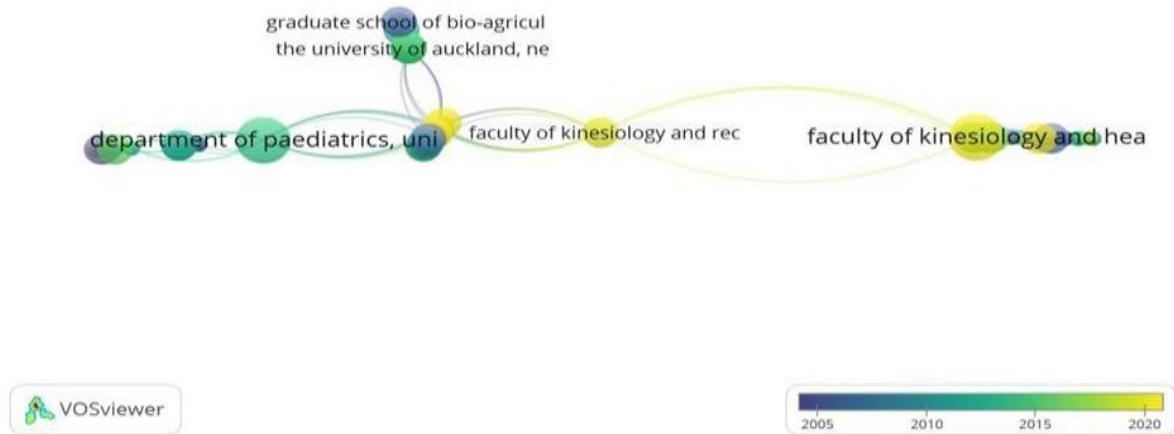 graduate school of bio-agricul
the university of auckland, ne
department of paediatrics, uni
faculty of kinesiology and rec
faculty of kinesiology and hea
VOSviewer
2005 2010 2015 2020